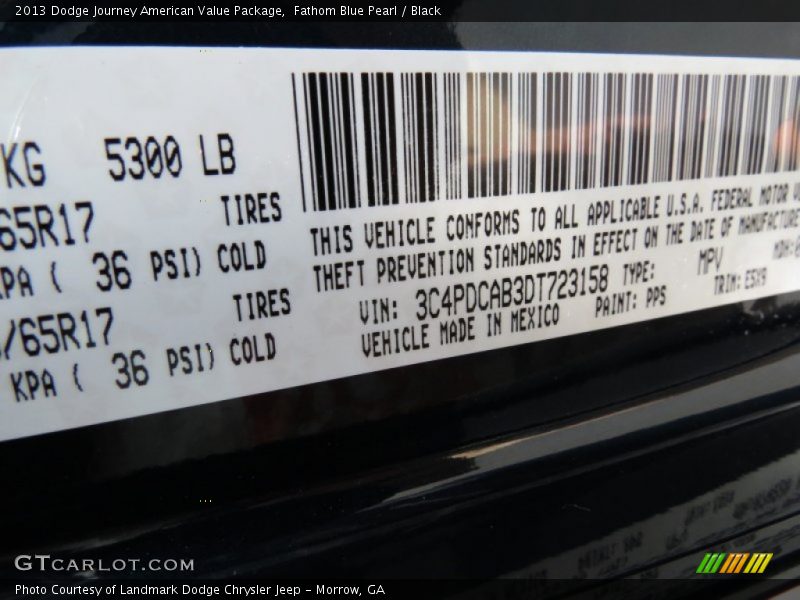 2013 Dodge Journey American Value Package, Fathom Blue Pearl / Black
KG 5300 LB
65R17 TIRES
KPA ( 36 PSI) COLD
/65R17 TIRES
KPA ( 36 PSI) COLD
THIS VEHICLE CONFORMS TO ALL APPLICABLE U.S.A. FEDERAL MOTOR
THEFT PREVENTION STANDARDS IN EFFECT ON THE DATE OF MANUFACTURE
VIN: 3C4PDCAB3DT723158 TYPE: MPV MDH:
VEHICLE MADE IN MEXICO PAINT: PPS TRIM: ESX9
GTCARLOT.COM
Photo Courtesy of Landmark Dodge Chrysler Jeep - Morrow, GA